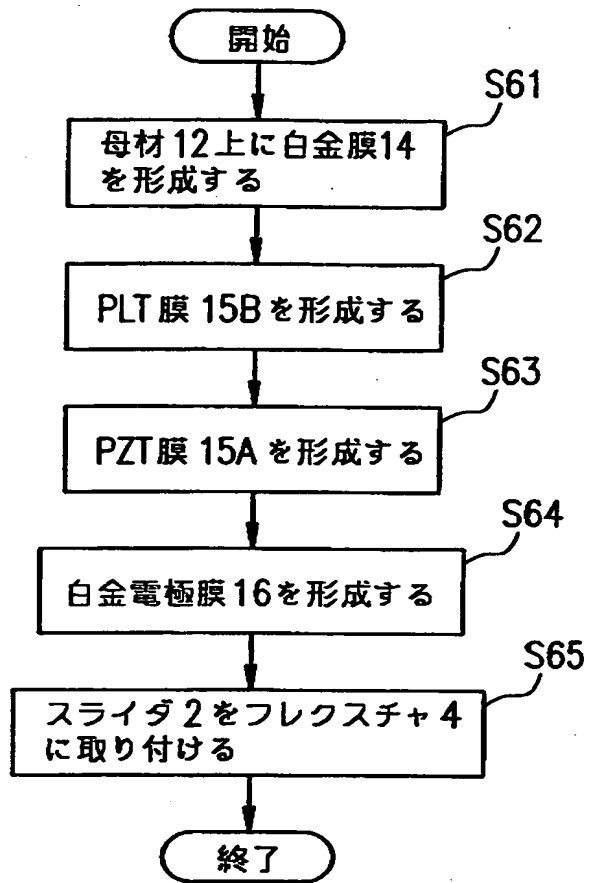 開始
S61
母材12上に白金膜14
を形成する
S62
PLT膜15Bを形成する
S63
PZT膜15Aを形成する
S64
白金電極膜16を形成する
S65
スライダ2をフレクスチャ4
に取り付ける
終了